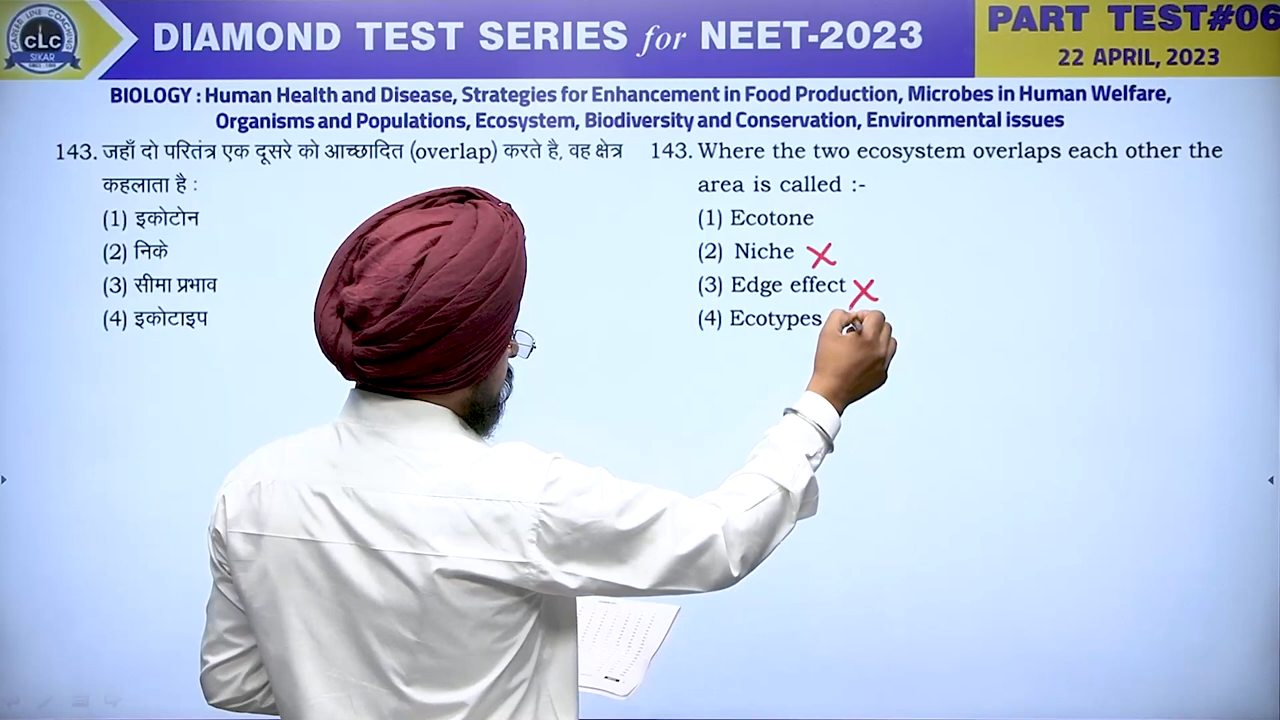 CAREER LINE COACHING
CLC
SIKAR
DIAMOND TEST SERIES for NEET-2023
PART TEST#06
22 APRIL, 2023
BIOLOGY : Human Health and Disease, Strategies for Enhancement in Food Production, Microbes in Human Welfare,
Organisms and Populations, Ecosystem, Biodiversity and Conservation, Environmental issues
143. जहाँ दो परितंत्र एक दूसरे को आच्छादित (overlap) करते है, वह क्षेत्र
कहलाता है :
(1) इकोटोन
(2) निके
(3) सीमा प्रभाव
(4) इकोटाइप
143. Where the two ecosystem overlaps each other the
area is called :-
(1) Ecotone
(2) Niche
(3) Edge effect
(4) Ecotypes